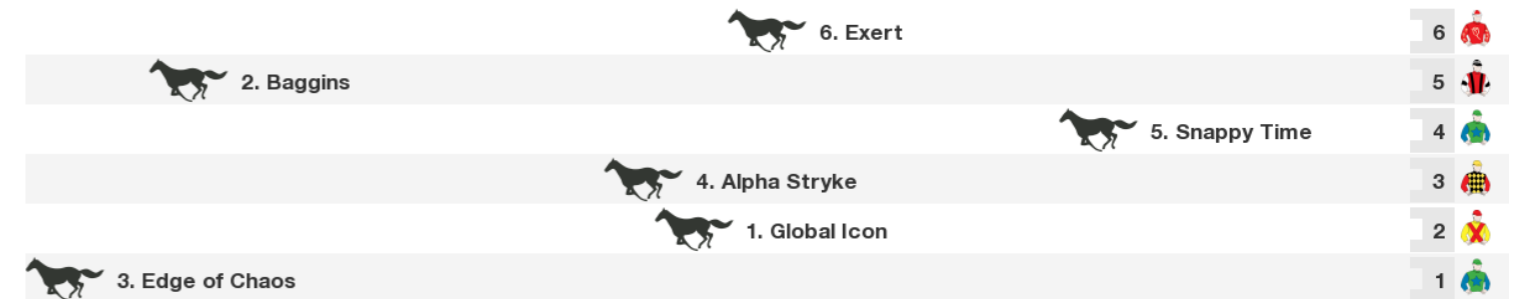 6. Exert 6
2. Baggins 5
5. Snappy Time 4
4. Alpha Stryke 3
1. Global Icon 2
3. Edge of Chaos 1